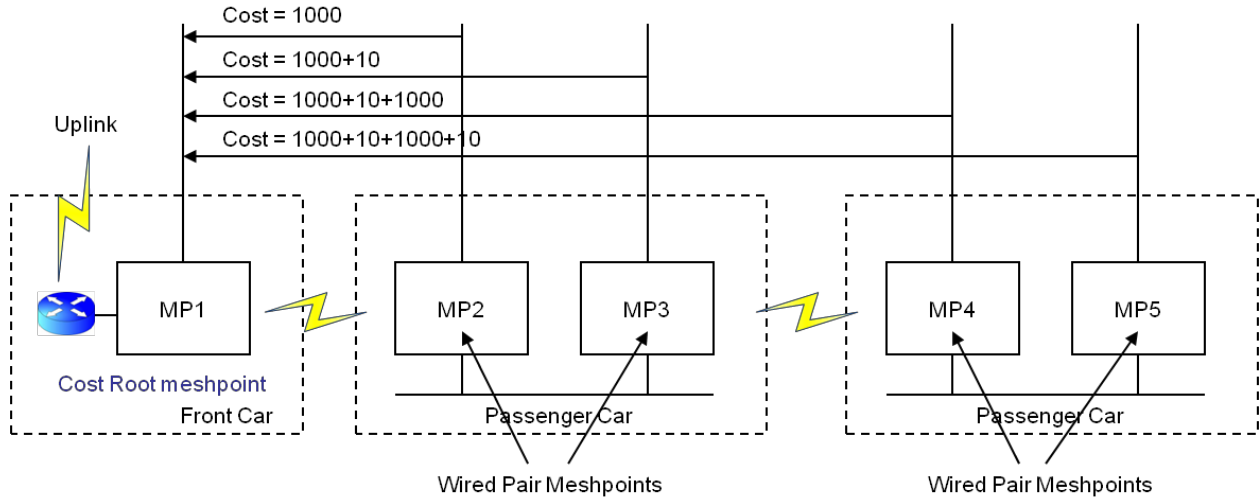 Cost = 1000
Cost = 1000+10
Cost = 1000+10+1000
Cost = 1000+10+1000+10
Uplink
MP1
MP2
MP3
MP4
MP5
Cost Root meshpoint
Front Car
Passenger Car
Passenger Car
Wired Pair Meshpoints
Wired Pair Meshpoints